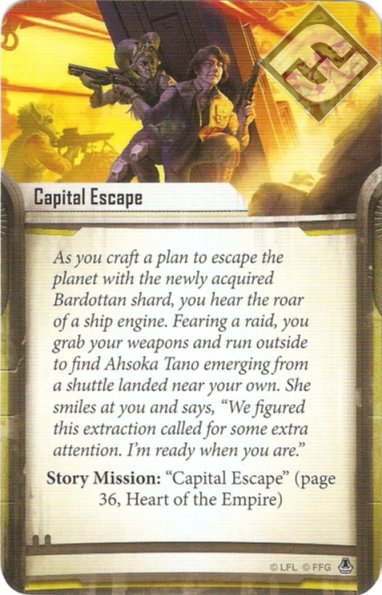 Capital Escape
As you craft a plan to escape the
planet with the newly acquired
Bardottan shard, you hear the roar
of a ship engine. Fearing a raid, you
grab your weapons and run outside
to find Ahsoka Tano emerging from
a shuttle landed near your own. She
smiles at you and says, “We figured
this extraction called for some extra
attention. I’m ready when you are.”
Story Mission: “Capital Escape” (page
36, Heart of the Empire)
© LFL © FFG